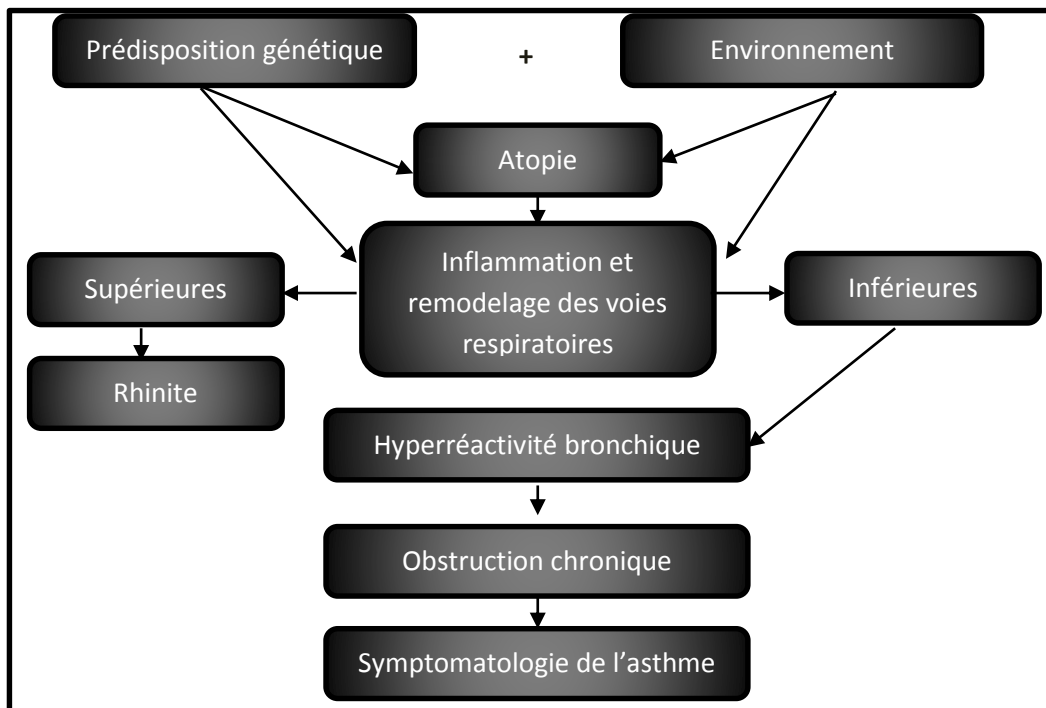 Prédisposition génétique
+
Environnement
Atopie
Inflammation et
remodelage des voies
respiratoires
Supérieures
Inférieures
Rhinite
Hyperréactivité bronchique
Obstruction chronique
Symptomatologie de l’asthme